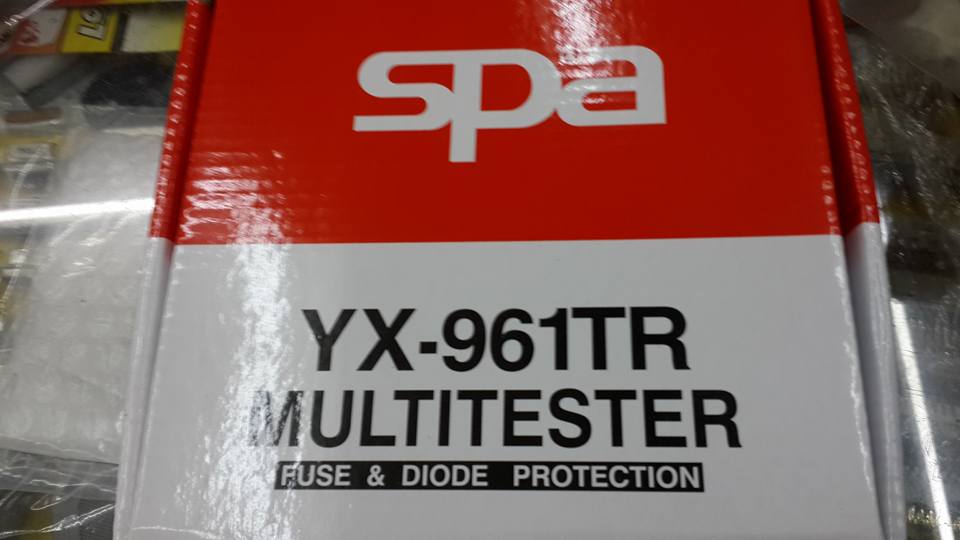 spa
YX-961TR
MULTITESTER
FUSE & DIODE PROTECTION